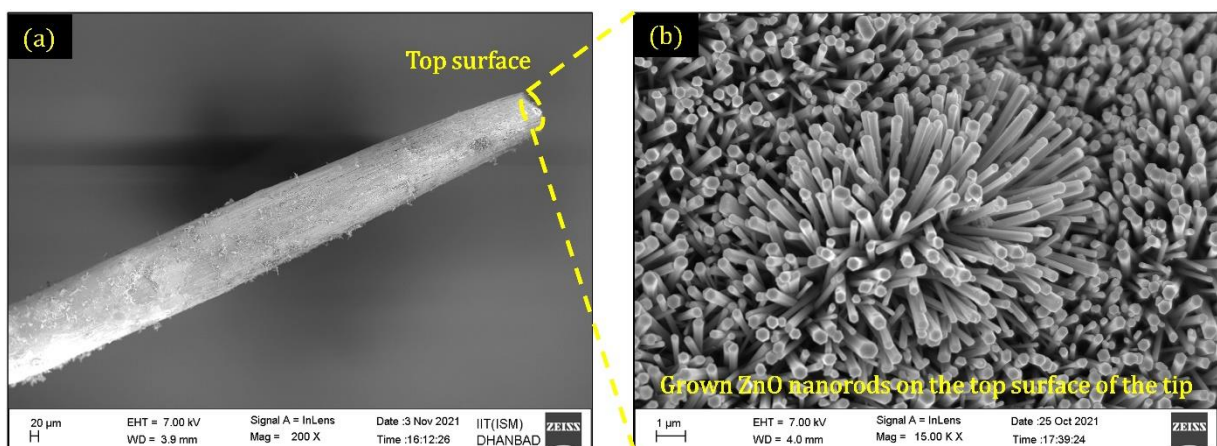 (a)
Top surface
20 µm
EHT = 7.00 kV
WD = 3.9 mm
Signal A = InLens
Mag = 200 X
Date :3 Nov 2021
Time :16:12:26
IIT(ISM)
DHANBAD
ZEISS
(b)
Grown ZnO nanorods on the top surface of the tip
1 µm
EHT = 7.00 kV
WD = 4.0 mm
Signal A = InLens
Mag = 15.00 K X
Date :25 Oct 2021
Time :17:39:24
ZEISS